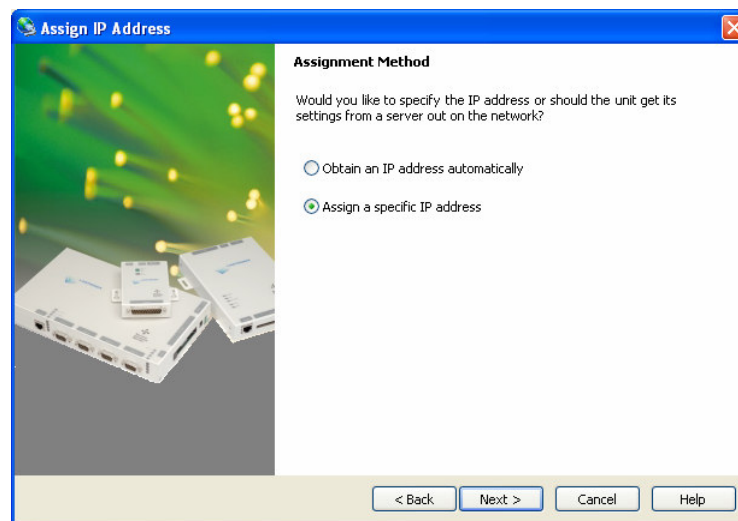 Assign IP Address
Assignment Method
Would you like to specify the IP address or should the unit get its
settings from a server out on the network?
Obtain an IP address automatically
Assign a specific IP address
< Back
Next >
Cancel
Help